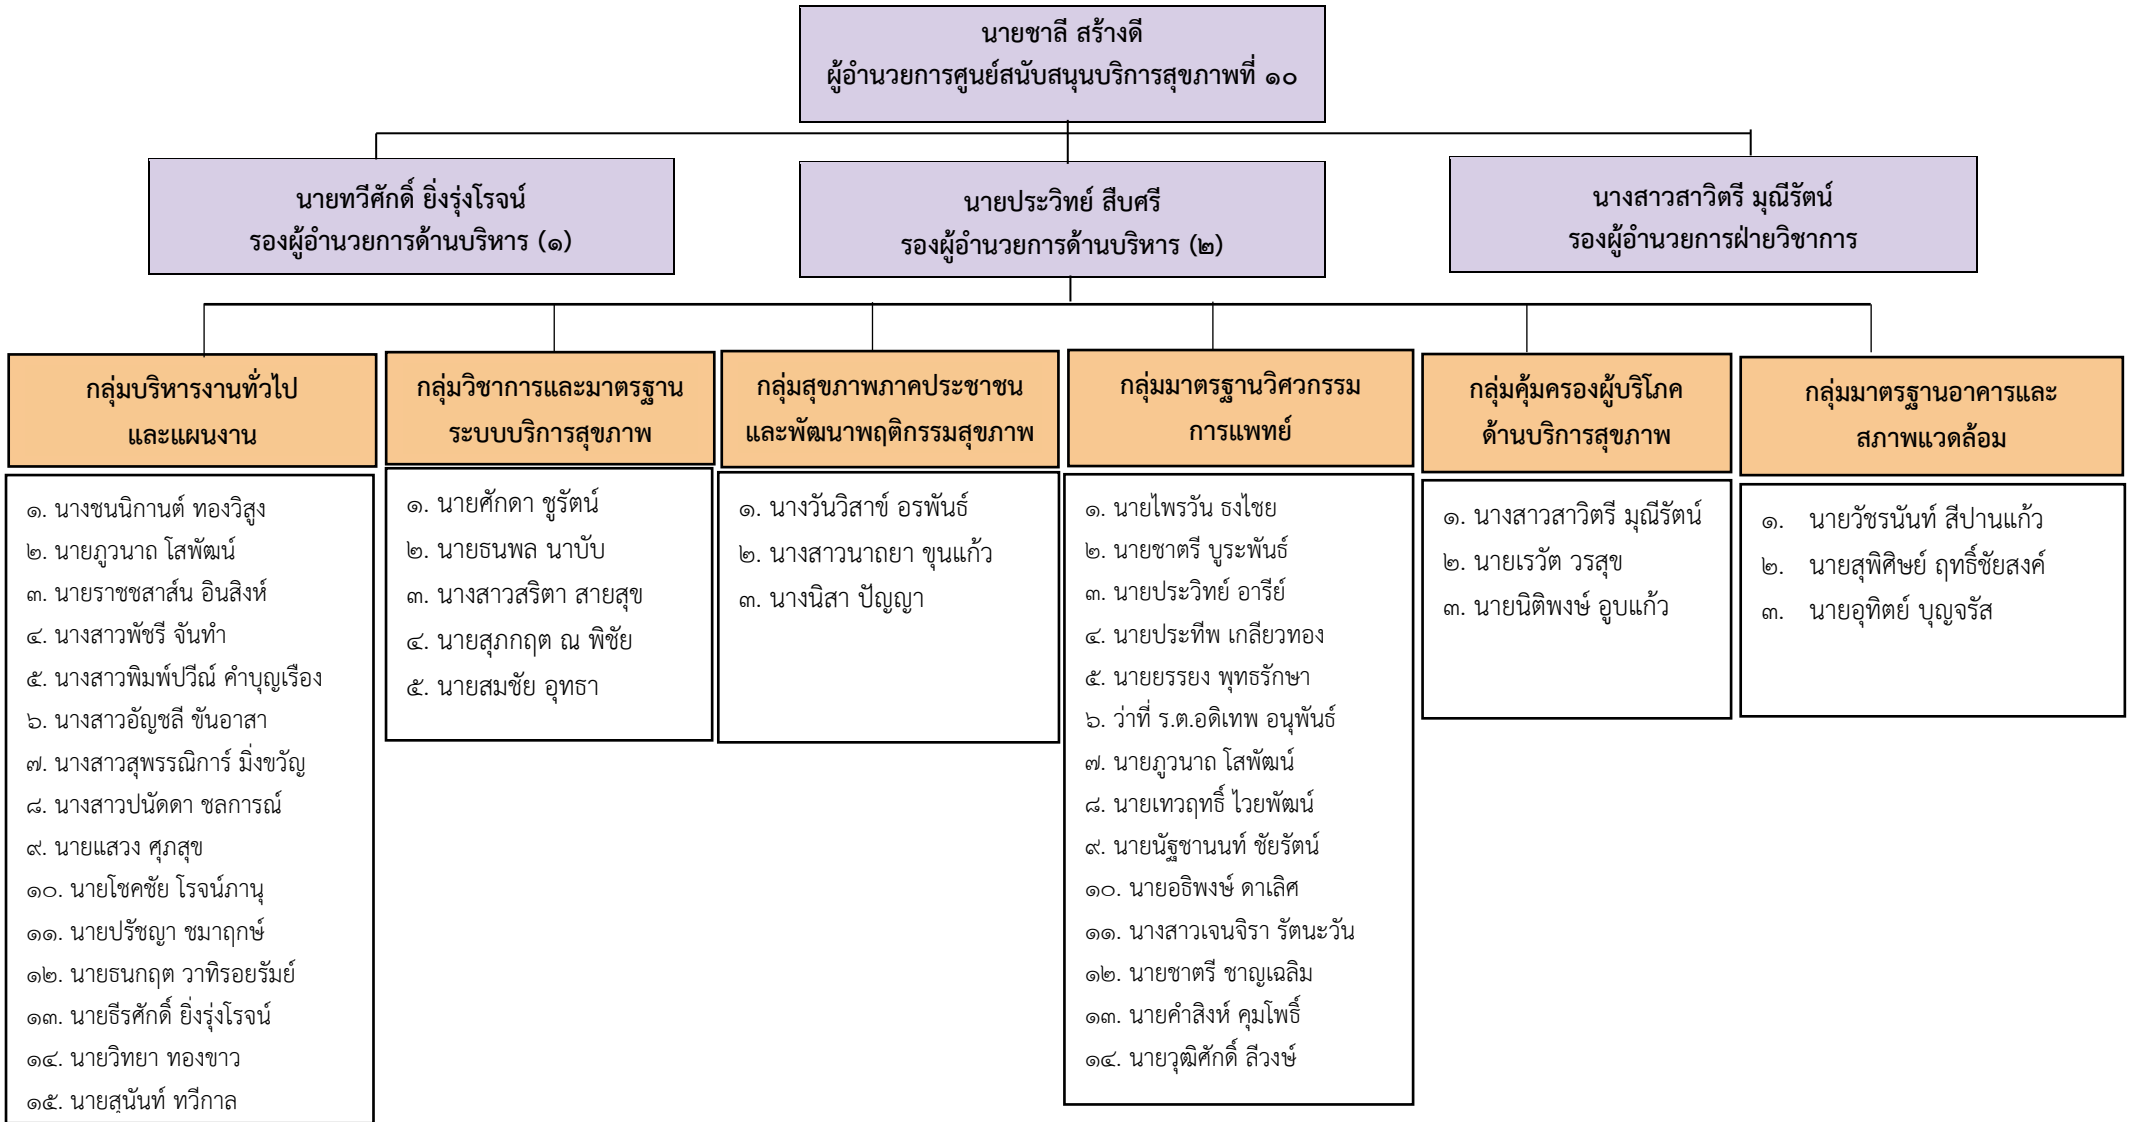 นายชาลี สร้างดี
ผู้อำนวยการศูนย์สนับสนุนบริการสุขภาพที่ ๑๐
นายทวีศักดิ์ ยิ่งรุ่งโรจน์
รองผู้อำนวยการด้านบริหาร (๑)
นายประวิทย์ สืบศรี
รองผู้อำนวยการด้านบริหาร (๒)
นางสาวสาวิตรี มุณีรัตน์
รองผู้อำนวยการฝ่ายวิชาการ
กลุ่มบริหารงานทั่วไป
และแผนงาน
๑. นางชนนิกานต์ ทองวิสูง
๒. นายภูวนาถ โสพัฒน์
๓. นายราชชสาส์น อินสิงห์
๔. นางสาวพัชรี จันทำ
๕. นางสาวพิมพ์ปวีณ์ คำบุญเรือง
๖. นางสาวอัญชลี ขันอาสา
๗. นางสาวสุพรรณิการ์ มิ่งขวัญ
๘. นางสาวปนัดดา ชลการณ์
๙. นายแสวง ศุภสุข
๑๐. นายโชคชัย โรจน์ภานุ
๑๑. นายปรัชญา ชมาฤกษ์
๑๒. นายธนกฤต วาทิรอยรัมย์
๑๓. นายธีรศักดิ์ ยิ่งรุ่งโรจน์
๑๔. นายวิทยา ทองขาว
๑๕. นายสุนันท์ ทวีกาล
กลุ่มวิชาการและมาตรฐาน
ระบบบริการสุขภาพ
๑. นายศักดา ชูรัตน์
๒. นายธนพล นาบับ
๓. นางสาวสริตา สายสุข
๔. นายสุภกฤต ณ พิชัย
๕. นายสมชัย อุทธา
กลุ่มสุขภาพภาคประชาชน
และพัฒนาพฤติกรรมสุขภาพ
๑. นางวันวิสาข์ อรพันธ์
๒. นางสาวนาถยา ขุนแก้ว
๓. นางนิสา ปัญญา
กลุ่มมาตรฐานวิศวกรรม
การแพทย์
๑. นายไพรวัน ธงไชย
๒. นายชาตรี บูระพันธ์
๓. นายประวิทย์ อารีย์
๔. นายประทีพ เกลียวทอง
๕. นายยรรยง พุทธรักษา
๖. ว่าที่ ร.ต.อดิเทพ อนุพันธ์
๗. นายภูวนาถ โสพัฒน์
๘. นายเทวฤทธิ์ ไวยพัฒน์
๙. นายนัฐชานนท์ ชัยรัตน์
๑๐. นายอธิพงษ์ ดาเลิศ
๑๑. นางสาวเจนจิรา รัตนะวัน
๑๒. นายชาตรี ชาญเฉลิม
๑๓. นายคำสิงห์ คุมโพธิ์
๑๔. นายวุฒิศักดิ์ ลีวงษ์
กลุ่มคุ้มครองผู้บริโภค
ด้านบริการสุขภาพ
๑. นางสาวสาวิตรี มุณีรัตน์
๒. นายเรวัต วรสุข
๓. นายนิติพงษ์ อูบแก้ว
กลุ่มมาตรฐานอาคารและ
สภาพแวดล้อม
๑. นายวัชรนันท์ สีปานแก้ว
๒. นายสุพิศิษย์ ฤทธิ์ชัยสงค์
๓. นายอุทิตย์ บุญจรัส